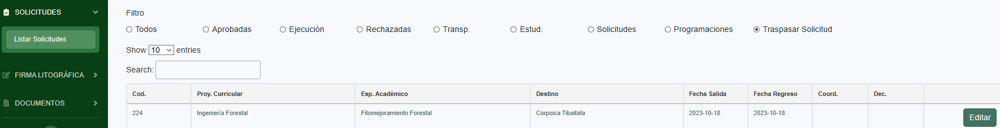 SOLICITUDES
Listar Solicitudes
FIRMA LITOGRÁFICA
DOCUMENTOS
Filtro
Todos Aprobadas Ejecución Rechazadas Transp. Estud. Solicitudes Programaciones Traspasar Solicitud
Show 10 entries
Search:
Cod. Proy. Curricular Esp. Académico Destino Fecha Salida Fecha Regreso Coord. Dec.
224 Ingeniería Forestal Fitomejoramiento Forestal Corpoica Tibaitata 2023-10-18 2023-10-18 Editar